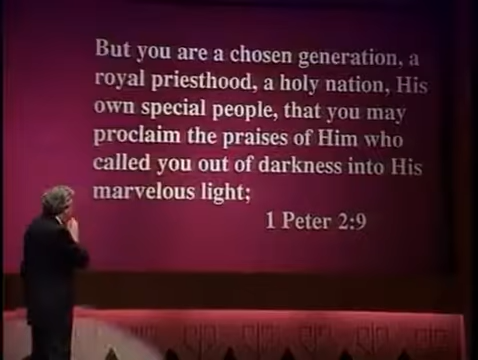 But you are a chosen generation, a
royal priesthood, a holy nation, His
own special people, that you may
proclaim the praises of Him who
called you out of darkness into His
marvelous light;
1 Peter 2:9